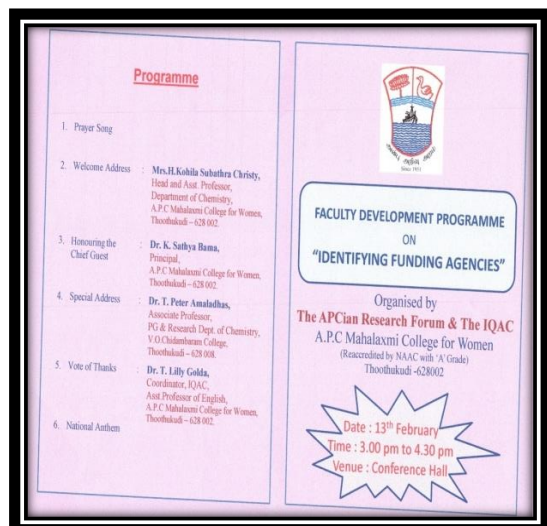 Programme
1. Prayer Song
2. Welcome Address : Mrs.H.Kohila Subathra Christy,
Head and Asst. Professor,
Department of Chemistry,
A.P.C Mahalaxmi College for Women,
Thoothukudi – 628 002.
3. Honouring the Chief Guest : Dr. K. Sathya Bama,
Principal,
A.P.C Mahalaxmi College for Women,
Thoothukudi – 628 002.
4. Special Address : Dr. T. Peter Amaladhas,
Associate Professor,
PG & Research Dept. of Chemistry,
V.O.Chidambaram College,
Thoothukudi – 628 008.
5. Vote of Thanks : Dr. T. Lilly Golda,
Coordinator, IQAC,
Asst Professor of English,
A.P.C Mahalaxmi College for Women,
Thoothukudi – 628 002.
6. National Anthem
Since 1951
FACULTY DEVELOPMENT PROGRAMME
ON
"IDENTIFYING FUNDING AGENCIES"
Organised by
The APCian Research Forum & The IQAC
A.P.C Mahalaxmi College for Women
(Reaccredited by NAAC with 'A' Grade)
Thoothukudi -628002
Date : 13th February
Time : 3.00 pm to 4.30 pm
Venue : Conference Hall